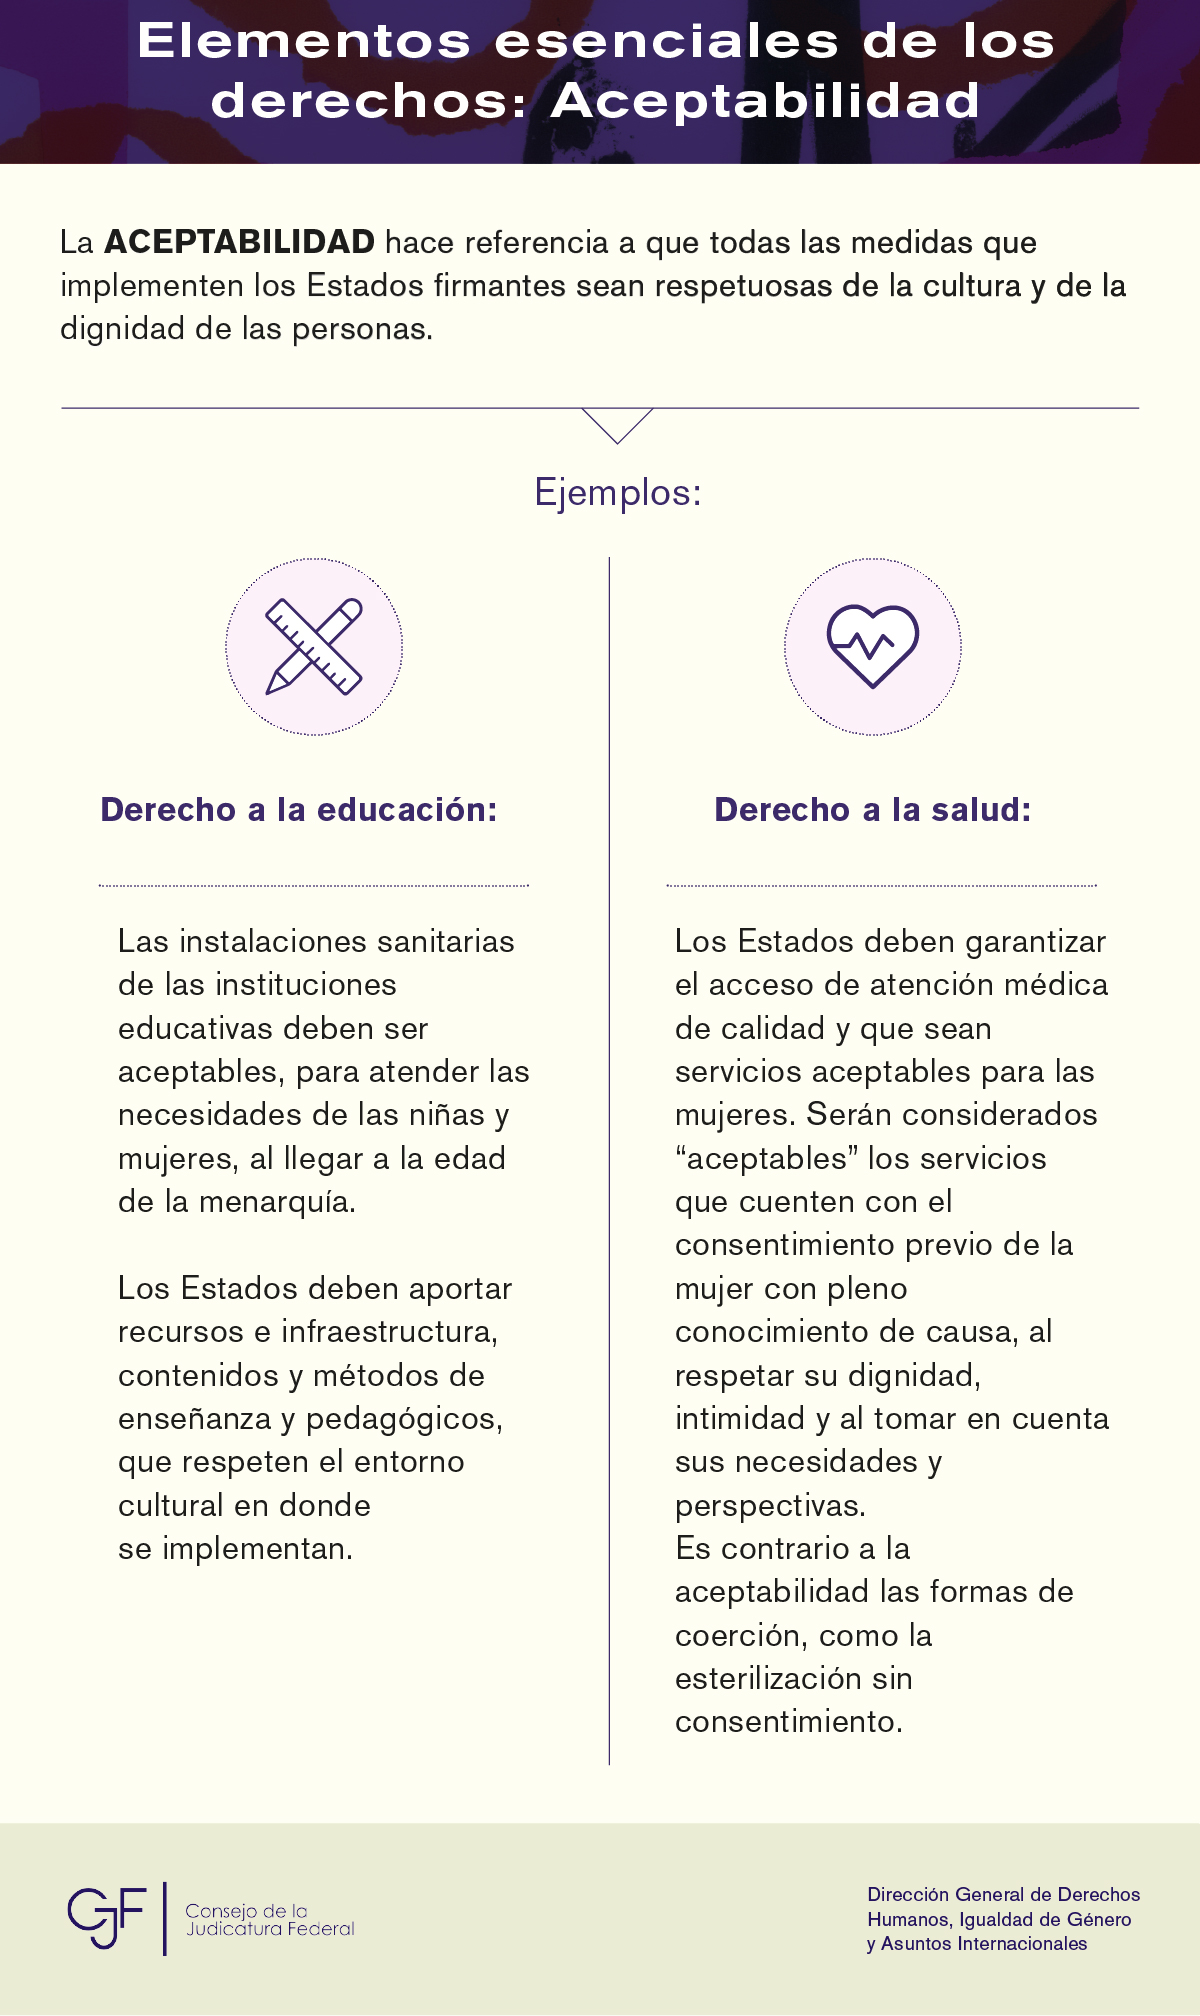 Elementos esenciales de los
derechos: Aceptabilidad
La ACEPTABILIDAD hace referencia a que todas las medidas que
implementen los Estados firmantes sean respetuosas de la cultura y de la
dignidad de las personas.
Ejemplos:
Derecho a la educación:
Las instalaciones sanitarias
de las instituciones
educativas deben ser
aceptables, para atender las
necesidades de las niñas y
mujeres, al llegar a la edad
de la menarquía.
Los Estados deben aportar
recursos e infraestructura,
contenidos y métodos de
enseñanza y pedagógicos,
que respeten el entorno
cultural en donde
se implementan.
Derecho a la salud:
Los Estados deben garantizar
el acceso de atención médica
de calidad y que sean
servicios aceptables para las
mujeres. Serán considerados
“aceptables” los servicios
que cuenten con el
consentimiento previo de la
mujer con pleno
conocimiento de causa, al
respetar su dignidad,
intimidad y al tomar en cuenta
sus necesidades y
perspectivas.
Es contrario a la
aceptabilidad las formas de
coerción, como la
esterilización sin
consentimiento.
CJF
Consejo de la
Judicatura Federal
Dirección General de Derechos
Humanos, Igualdad de Género
y Asuntos Internacionales